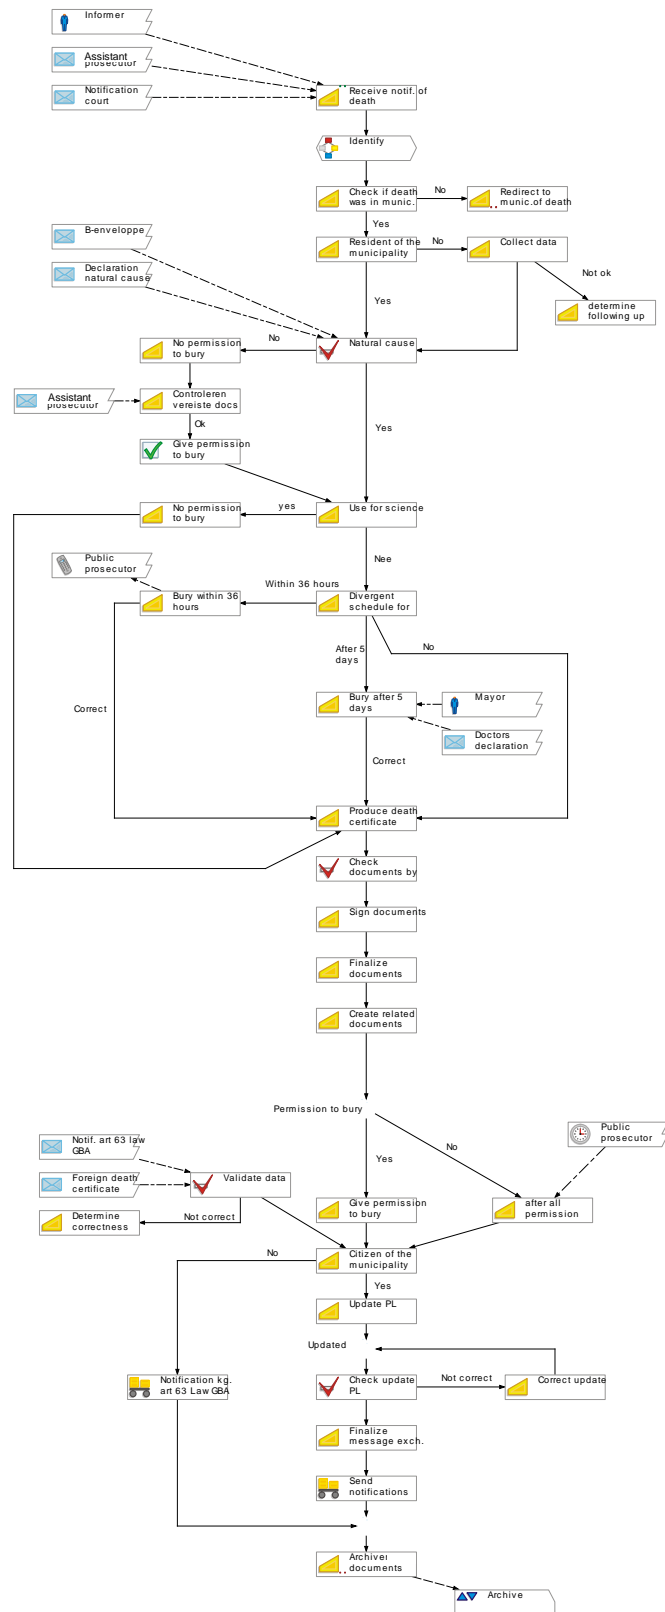 Informer
Assistant
prosecutor
Notification
court
Receive notif. of
death
Identify
Check if death
was in munic.
No
Redirect to
munic.of death
Yes
B-enveloppe
Declaration
natural cause
Resident of the
municipality
No
Collect data
Not ok
determine
following up
Yes
No permission
to bury
No
Natural cause
Assistant
prosecutor
Controleren
vereiste docs
Ok
Yes
Give permission
to bury
No permission
to bury
yes
Use for science
Nee
Public
prosecutor
Within 36 hours
Bury within 36
hours
Divergent
schedule for
After 5
days
No
Correct
Bury after 5
days
Mayor
Doctors
declaration
Correct
Produce death
certificate
Check
documents by
Sign documents
Finalize
documents
Create related
documents
Permission to bury
Notif. art 63 law
GBA
Public
prosecutor
No
Yes
Foreign death
certificate
Validate data
Determine
correctness
Not correct
Give permission
to bury
after all
permission
No
Citizen of the
municipality
Yes
Update PL
Updated
Notification kg.
art 63 Law GBA
Check update
PL
Not correct
Correct update
Finalize
message exch.
Send
notifications
documents
Archive